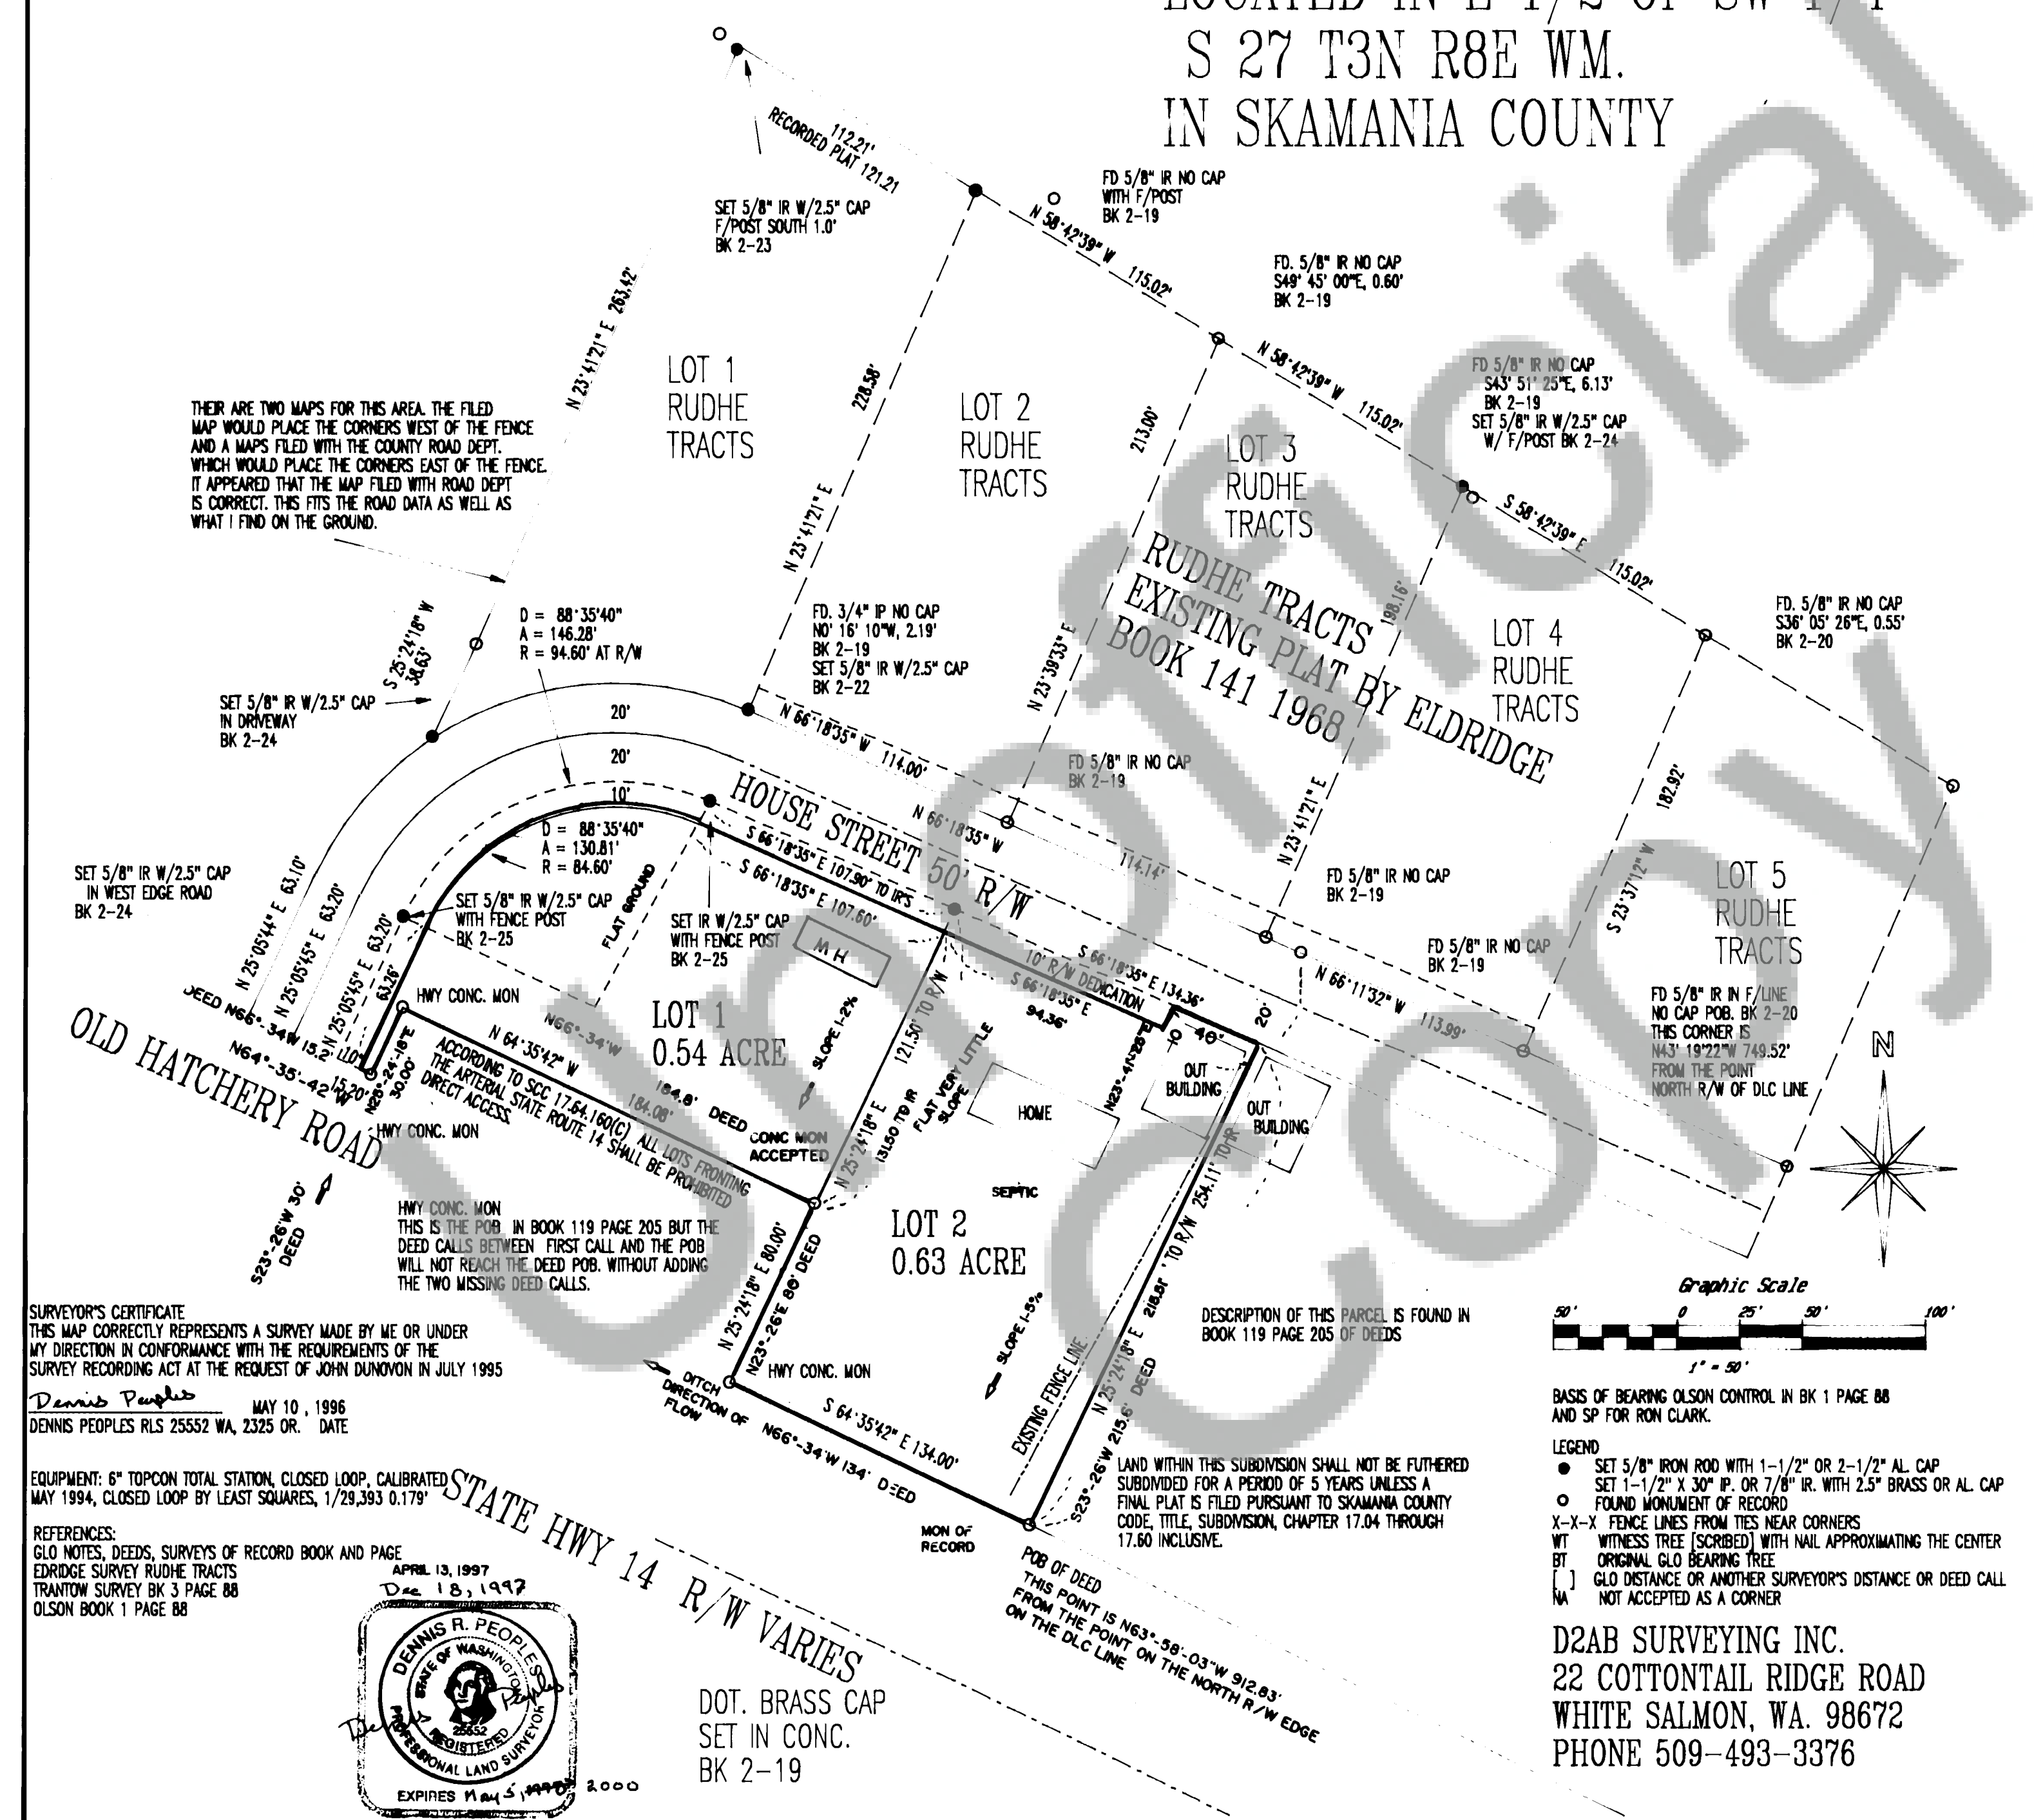 LOCATED IN E 1/2 OF SW 1/4
S 27 T3N R8E WM.
IN SKAMANIA COUNTY
112.21'
RECORDED PLAT 121.21
SET 5/8" IR W/2.5" CAP
F/POST SOUTH 1.0'
BK 2-23
FD 5/8" IR NO CAP
WITH F/POST
BK 2-19
N 58°42'39" W 115.02'
FD. 5/8" IR NO CAP
S49° 45' 00"E, 0.60'
BK 2-19
N 58°42'39" W 115.02'
FD 5/8" IR NO CAP
S43° 51' 25"E, 6.13'
BK 2-19
SET 5/8" IR W/2.5" CAP
W/ F/POST BK 2-24
S 58°42'39" E 115.02'
FD. 5/8" IR NO CAP
S36° 05' 26"E, 0.55'
BK 2-20
N 23°41'21" E 263.42'
LOT 1
RUDHE
TRACTS
228.58'
N 23°41'21" E
LOT 2
RUDHE
TRACTS
213.00'
N 23°39'33" E
LOT 3
RUDHE
TRACTS
198.16'
N 23°41'21" E
LOT 4
RUDHE
TRACTS
182.92'
S 23°37'12" W
LOT 5
RUDHE
TRACTS
RUDHE TRACTS
EXISTING PLAT BY ELDRIDGE
BOOK 141 1968
THEIR ARE TWO MAPS FOR THIS AREA. THE FILED
MAP WOULD PLACE THE CORNERS WEST OF THE FENCE
AND A MAPS FILED WITH THE COUNTY ROAD DEPT.
WHICH WOULD PLACE THE CORNERS EAST OF THE FENCE.
IT APPEARED THAT THE MAP FILED WITH ROAD DEPT
IS CORRECT. THIS FITS THE ROAD DATA AS WELL AS
WHAT I FIND ON THE GROUND.
S 25°24'18" W
38.63'
D = 88°35'40"
A = 146.28'
R = 94.60' AT R/W
FD. 3/4" IP NO CAP
N0° 16' 10"W, 2.19'
BK 2-19
SET 5/8" IR W/2.5" CAP
BK 2-22
SET 5/8" IR W/2.5" CAP
IN DRIVEWAY
BK 2-24
20'
20'
10'
N 66°18'35" W 114.00'
FD 5/8" IR NO CAP
BK 2-19
N 66°18'35" W
114.14'
HOUSE STREET 50' R/W
D = 88°35'40"
A = 130.81'
R = 84.60'
S 66°18'35" E 107.90' TO IR'S
S 66°18'35" E 107.60'
FD 5/8" IR NO CAP
BK 2-19
FD 5/8" IR NO CAP
BK 2-19
N 66°11'32" W 113.99'
SET 5/8" IR W/2.5" CAP
IN WEST EDGE ROAD
BK 2-24
SET 5/8" IR W/2.5" CAP
WITH FENCE POST
BK 2-25
FLAT GROUND
SET IR W/2.5" CAP
WITH FENCE POST
BK 2-25
M H
S 66°18'35" E 134.36'
10' R/W DEDICATION
S 66°18'35" E
94.36'
20'
40'
10
N 25°05'44" E 63.10'
N 25°05'45" E 63.20'
N 25°05'45" E 63.20'
63.26'
HWY CONC. MON
DEED N66°-34'W 15.2'
N64°-35'-42"W 15.20'
N25°-24'-18"E
30.00'
OLD HATCHERY ROAD
HWY CONC. MON
S23°-26'W 30'
DEED
N66°-34'W
184.8' DEED
N 64°35'42" W
184.08'
ACCORDING TO SCC 17.64.160(C) ALL LOTS FRONTING
THE ARTERIAL STATE ROUTE 14 SHALL BE PROHIBITED
DIRECT ACCESS.
LOT 1
0.54 ACRE
SLOPE 1-2%
CONC MON
ACCEPTED
121.50' TO R/W
N 25°24'18" E
131.50 TO IR
FLAT VERY LITTLE
SLOPE
HOME
OUT
BUILDING
OUT
BUILDING
SEPTIC
FD 5/8" IR IN F/LINE
NO CAP POB. BK 2-20
THIS CORNER IS
N43° 19'22"W 749.52'
FROM THE POINT
NORTH R/W OF DLC LINE
N
HWY CONC. MON
THIS IS THE POB IN BOOK 119 PAGE 205 BUT THE
DEED CALLS BETWEEN FIRST CALL AND THE POB
WILL NOT REACH THE DEED POB. WITHOUT ADDING
THE TWO MISSING DEED CALLS.
N 25°24'18" E 80.00'
N23°-26'E 80' DEED
LOT 2
0.63 ACRE
SLOPE 1-5%
EXISTING FENCE LINE
TO R/W 254.11' TO IR
N 25°24'18" E
S23°-26'W 215.6' DEED
DESCRIPTION OF THIS PARCEL IS FOUND IN
BOOK 119 PAGE 205 OF DEEDS
Graphic Scale
50' 0 25' 50' 100'
1" = 50'
SURVEYOR'S CERTIFICATE
THIS MAP CORRECTLY REPRESENTS A SURVEY MADE BY ME OR UNDER
MY DIRECTION IN CONFORMANCE WITH THE REQUIREMENTS OF THE
SURVEY RECORDING ACT AT THE REQUEST OF JOHN DUNOVON IN JULY 1995
Dennis Peoples MAY 10 , 1996
DENNIS PEOPLES RLS 25552 WA, 2325 OR. DATE
HWY CONC. MON
DITCH
DIRECTION OF
FLOW
S 64°35'42" E 134.00'
N66°-34'W 134' DEED
MON OF
RECORD
EQUIPMENT: 6" TOPCON TOTAL STATION, CLOSED LOOP, CALIBRATED
MAY 1994, CLOSED LOOP BY LEAST SQUARES, 1/29,393 0.179'
REFERENCES:
GLO NOTES, DEEDS, SURVEYS OF RECORD BOOK AND PAGE
EDRIDGE SURVEY RUDHE TRACTS
TRANTOW SURVEY BK 3 PAGE 88
OLSON BOOK 1 PAGE 88
STATE HWY 14 R/W VARIES
LAND WITHIN THIS SUBDIVISION SHALL NOT BE FUTHERED
SUBDIVIDED FOR A PERIOD OF 5 YEARS UNLESS A
FINAL PLAT IS FILED PURSUANT TO SKAMANIA COUNTY
CODE, TITLE, SUBDIVISION, CHAPTER 17.04 THROUGH
17.60 INCLUSIVE.
POB OF DEED
THIS POINT IS N63°-58'-03"W 912.83'
FROM THE POINT ON THE NORTH R/W EDGE
ON THE DLC LINE
BASIS OF BEARING OLSON CONTROL IN BK 1 PAGE 88
AND SP FOR RON CLARK.
LEGEND
SET 5/8" IRON ROD WITH 1-1/2" OR 2-1/2" AL. CAP
SET 1-1/2" X 30" IP. OR 7/8" IR. WITH 2.5" BRASS OR AL. CAP
FOUND MONUMENT OF RECORD
X-X-X FENCE LINES FROM TIES NEAR CORNERS
WT WITNESS TREE [SCRIBED] WITH NAIL APPROXIMATING THE CENTER
BT ORIGINAL GLO BEARING TREE
[ ] GLO DISTANCE OR ANOTHER SURVEYOR'S DISTANCE OR DEED CALL
NA NOT ACCEPTED AS A CORNER
D2AB SURVEYING INC.
22 COTTONTAIL RIDGE ROAD
WHITE SALMON, WA. 98672
PHONE 509-493-3376
APRIL 13, 1997
Dec 18, 1997
DENNIS R. PEOPLES
STATE OF WASHINGTON
25552
REGISTERED
PROFESSIONAL LAND SURVEYOR
Dennis Peoples
EXPIRES May 5, 2000
DOT. BRASS CAP
SET IN CONC.
BK 2-19
Unofficial
Copy